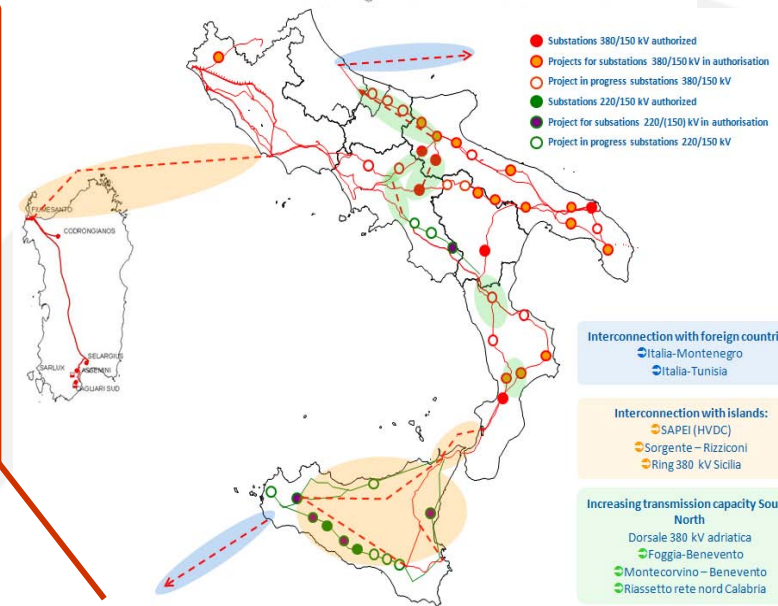 Substations 380/150 kV authorized
Projects for substations 380/150 kV in authorisation
Project in progress substations 380/150 kV
Substations 220/150 kV authorized
Project for subsations 220/(150) kV in authorisation
Project in progress substations 220/150 kV
FIUMESANTO
CODRONGIANOS
SELARGIUS
SARLUX
ASSEMINI
CAGLIARI SUD
Interconnection with foreign countri
Italia-Montenegro
Italia-Tunisia
Interconnection with islands:
SAPEI (HVDC)
Sorgente – Rizziconi
Ring 380 kV Sicilia
Increasing transmission capacity Sou
North
Dorsale 380 kV adriatica
Foggia-Benevento
Montecorvino – Benevento
Riassetto rete nord Calabria